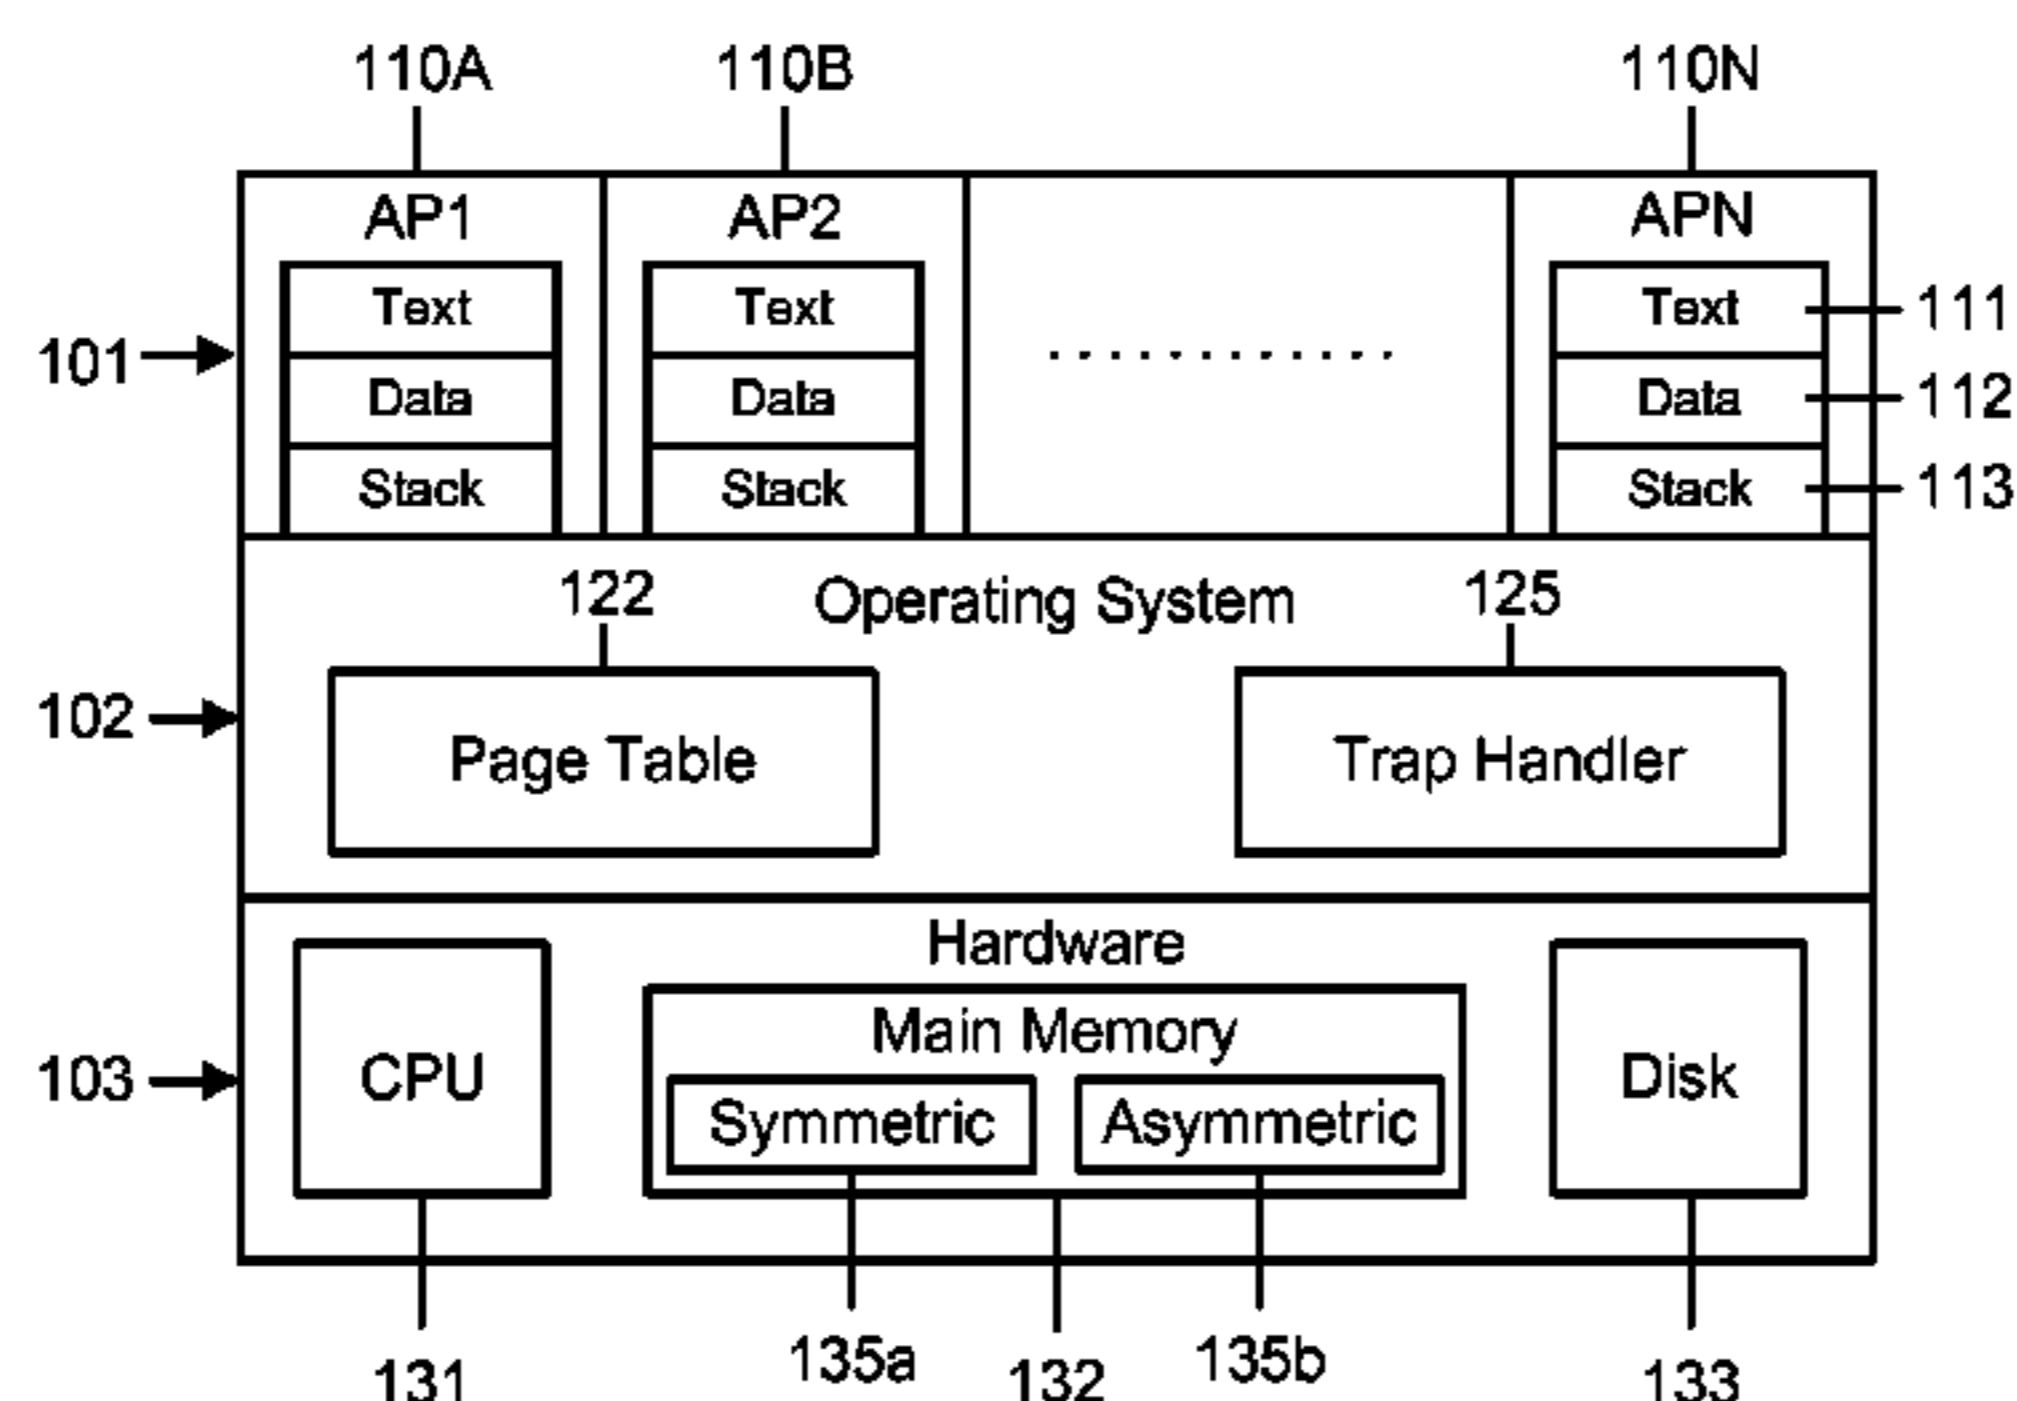 110A 110B 110N
AP1 AP2 APN
Text Text Text 111
101 ............
Data Data Data 112
Stack Stack Stack 113
122 Operating System 125
102 Page Table Trap Handler
Hardware
Main Memory
103 CPU Disk
Symmetric Asymmetric
135a 135b
131 132 133